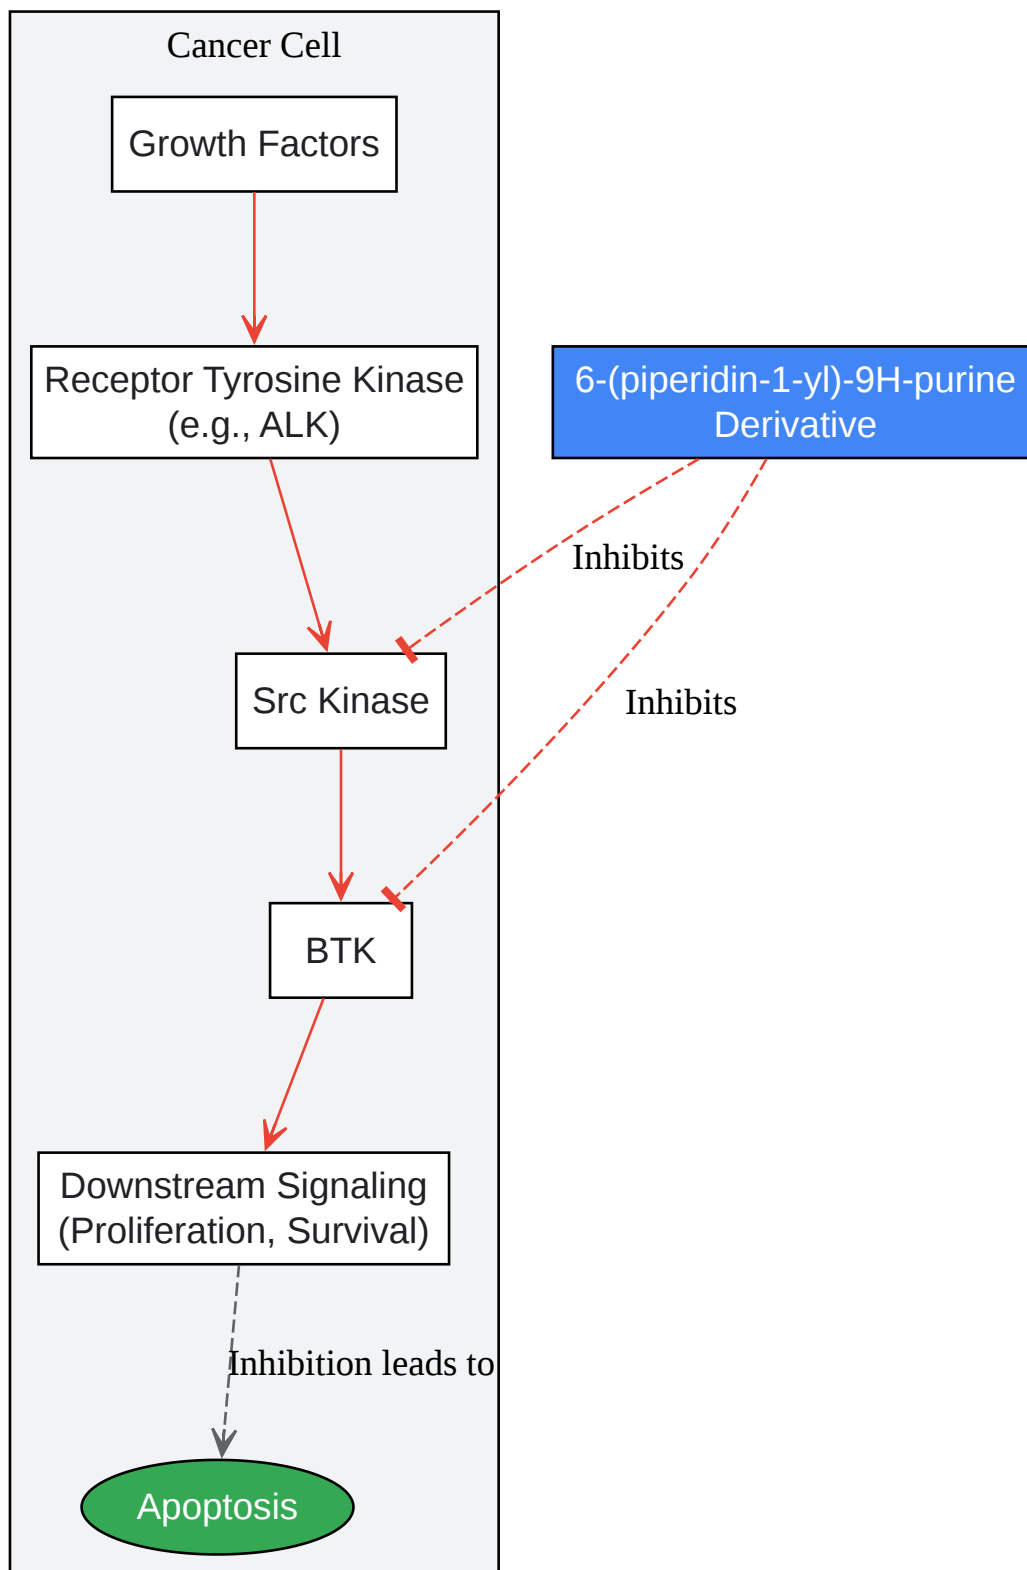 Cancer Cell
Growth Factors
Receptor Tyrosine Kinase
(e.g., ALK)
6-(piperidin-1-yl)-9H-purine
Derivative
Inhibits
Src Kinase
Inhibits
BTK
Downstream Signaling
(Proliferation, Survival)
Inhibition leads to
Apoptosis